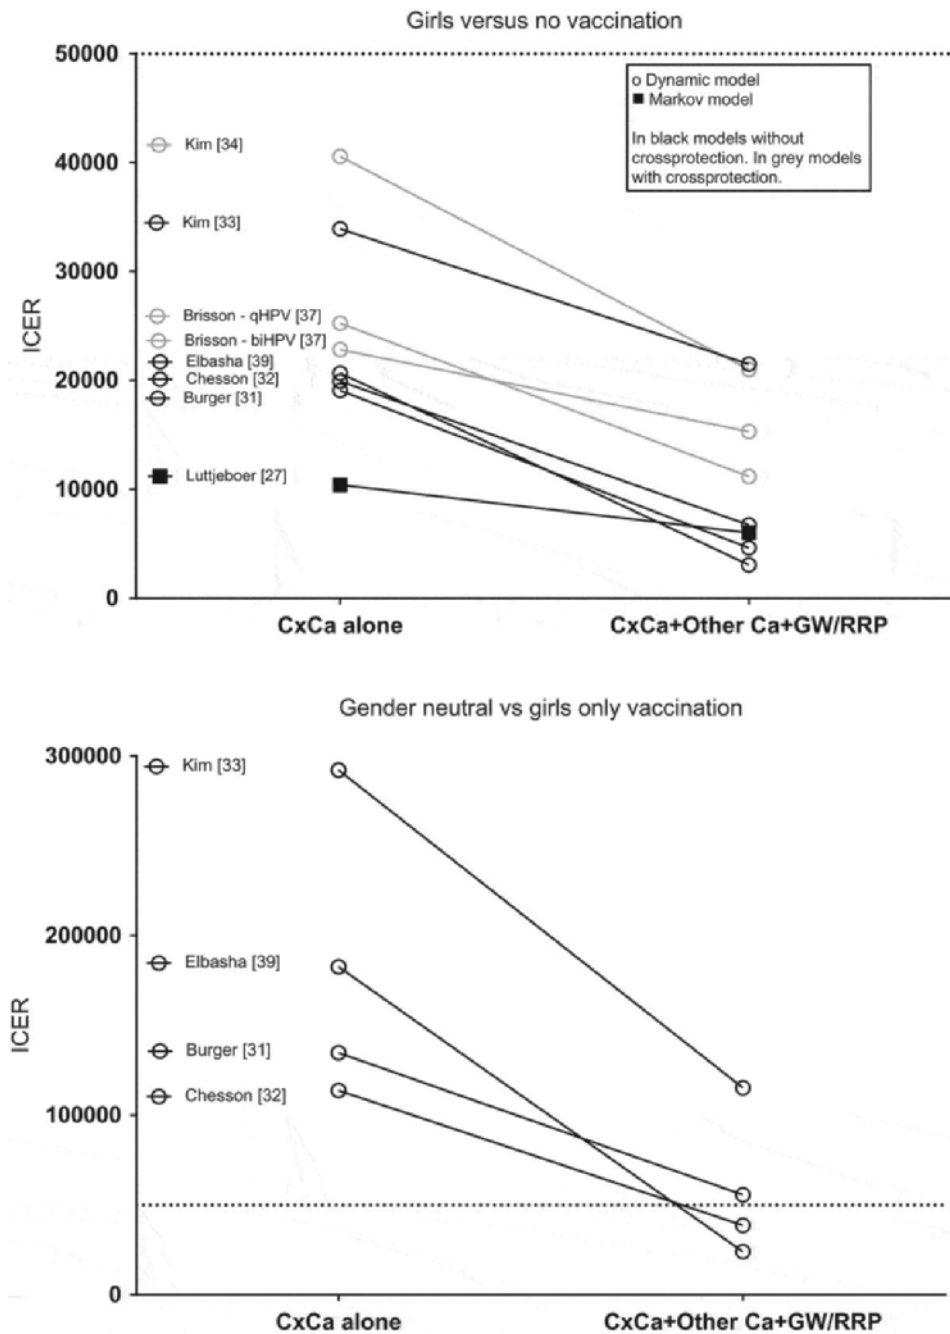 Girls versus no vaccination
50000
40000
30000
20000
10000
0
ICER
Kim [34]
Kim [33]
Brisson - qHPV [37]
Brisson - biHPV [37]
Elbasha [39]
Chesson [32]
Burger [31]
Luttjeboer [27]
o Dynamic model
■ Markov model
In black models without
crossprotection. In grey models
with crossprotection.
CxCa alone
CxCa+Other Ca+GW/RRP
Gender neutral vs girls only vaccination
300000
200000
100000
0
ICER
Kim [33]
Elbasha [39]
Burger [31]
Chesson [32]
CxCa alone
CxCa+Other Ca+GW/RRP